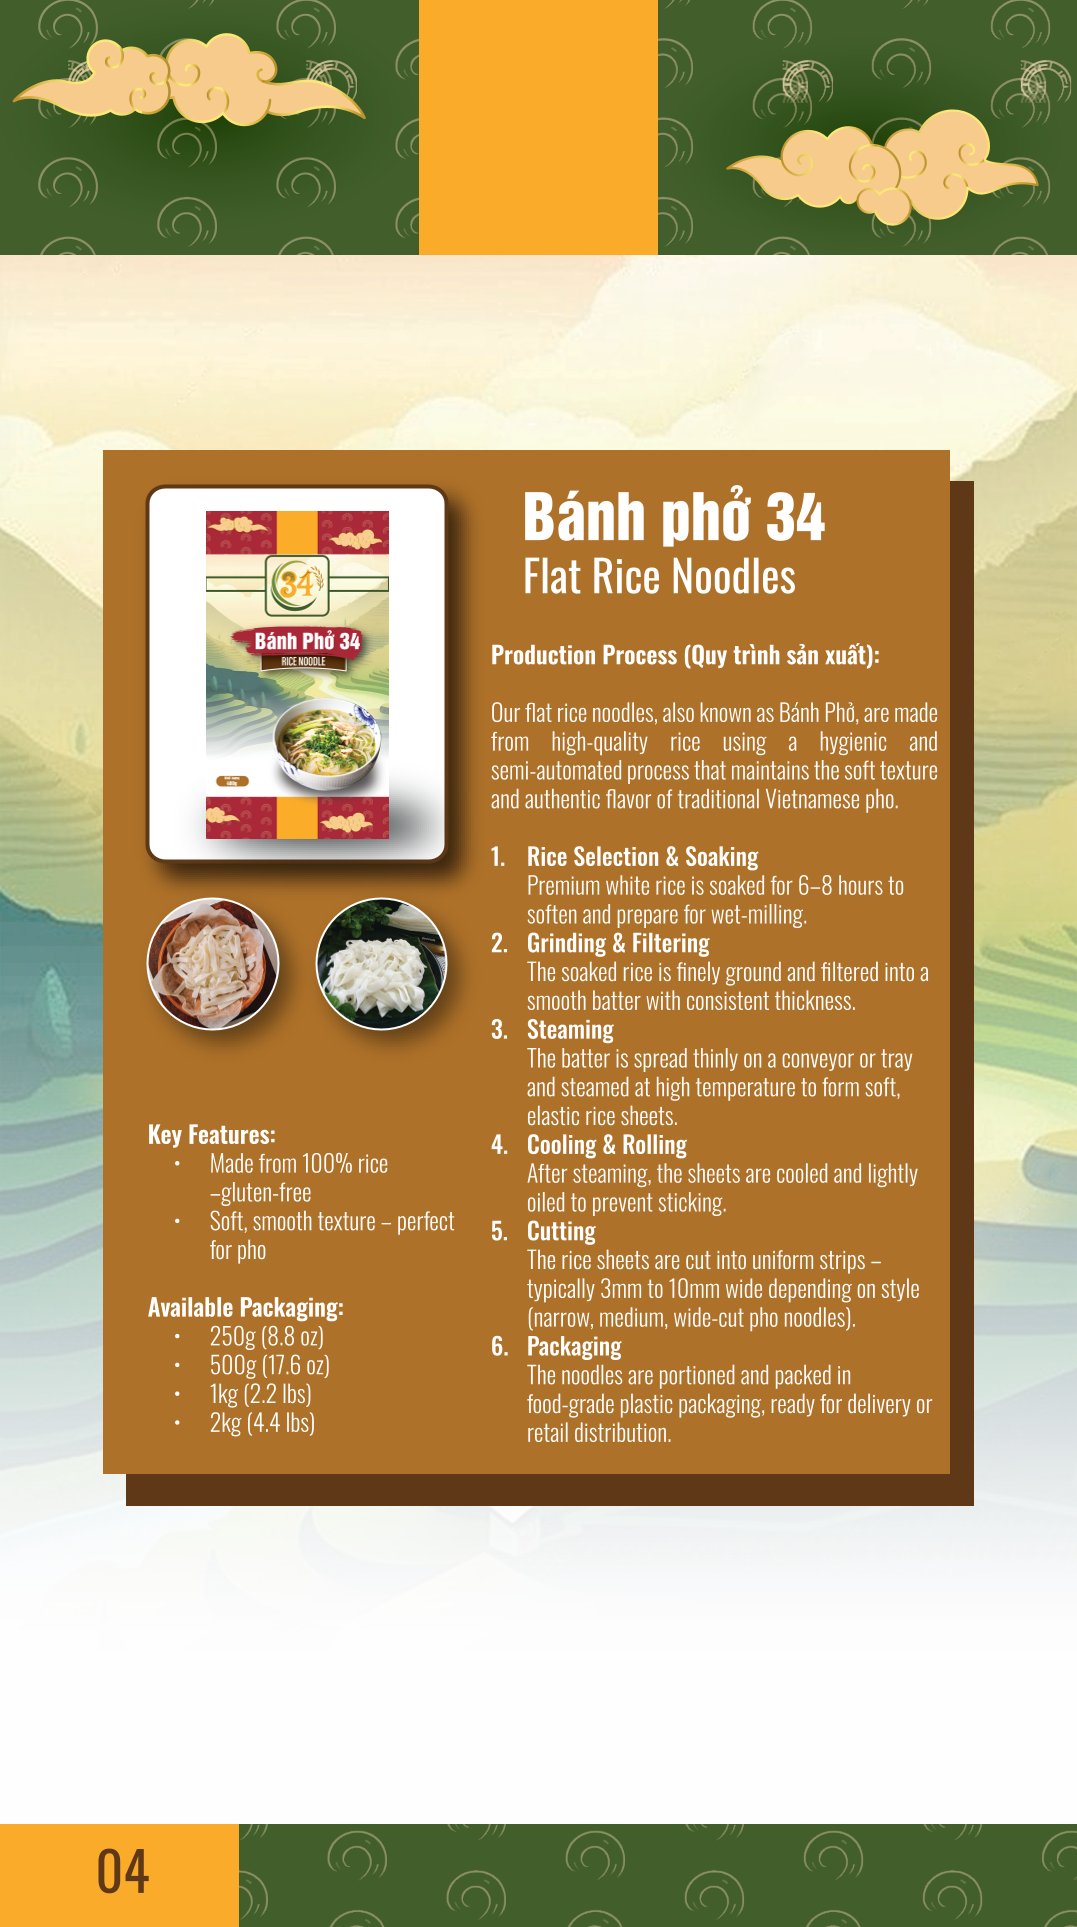 34
Bánh Phở 34
RICE NOODLE
Bánh phở 34
Flat Rice Noodles
Production Process (Quy trình sản xuất):
Our flat rice noodles, also known as Bánh Phở, are made
from high-quality rice using a hygienic and
semi-automated process that maintains the soft texture
and authentic flavor of traditional Vietnamese pho.
1. Rice Selection & Soaking
Premium white rice is soaked for 6–8 hours to
soften and prepare for wet-milling.
2. Grinding & Filtering
The soaked rice is finely ground and filtered into a
smooth batter with consistent thickness.
3. Steaming
The batter is spread thinly on a conveyor or tray
and steamed at high temperature to form soft,
elastic rice sheets.
4. Cooling & Rolling
After steaming, the sheets are cooled and lightly
oiled to prevent sticking.
5. Cutting
The rice sheets are cut into uniform strips –
typically 3mm to 10mm wide depending on style
(narrow, medium, wide-cut pho noodles).
6. Packaging
The noodles are portioned and packed in
food-grade plastic packaging, ready for delivery or
retail distribution.
Key Features:
• Made from 100% rice
–gluten-free
• Soft, smooth texture – perfect
for pho
Available Packaging:
• 250g (8.8 oz)
• 500g (17.6 oz)
• 1kg (2.2 lbs)
• 2kg (4.4 lbs)
04